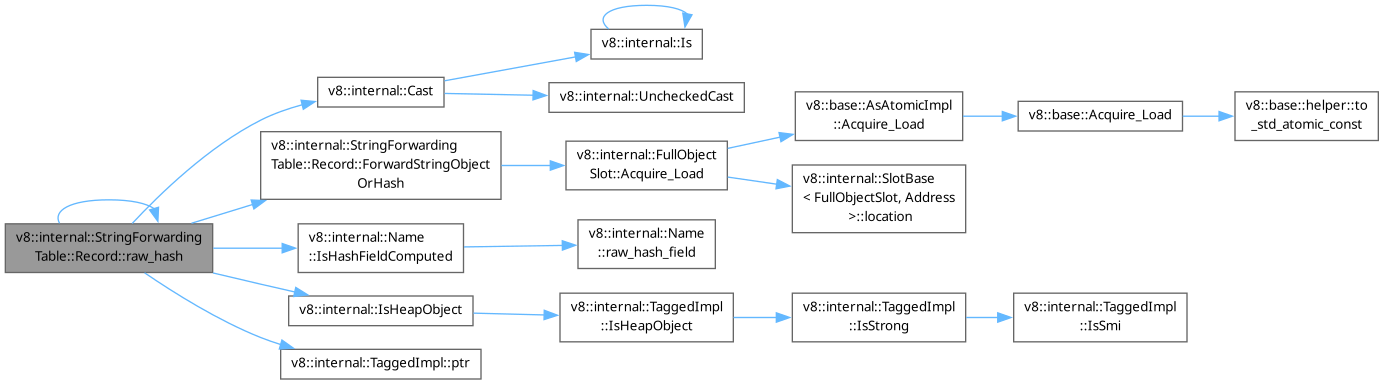 v8::internal::Is
v8::internal::Cast
v8::internal::UncheckedCast
v8::base::AsAtomicImpl
::Acquire_Load
v8::base::Acquire_Load
v8::base::helper::to
_std_atomic_const
v8::internal::StringForwarding
Table::Record::ForwardStringObject
OrHash
v8::internal::FullObject
Slot::Acquire_Load
v8::internal::SlotBase
< FullObjectSlot, Address
>::location
v8::internal::StringForwarding
Table::Record::raw_hash
v8::internal::Name
::IsHashFieldComputed
v8::internal::Name
::raw_hash_field
v8::internal::IsHeapObject
v8::internal::TaggedImpl
::IsHeapObject
v8::internal::TaggedImpl
::IsStrong
v8::internal::TaggedImpl
::IsSmi
v8::internal::TaggedImpl::ptr